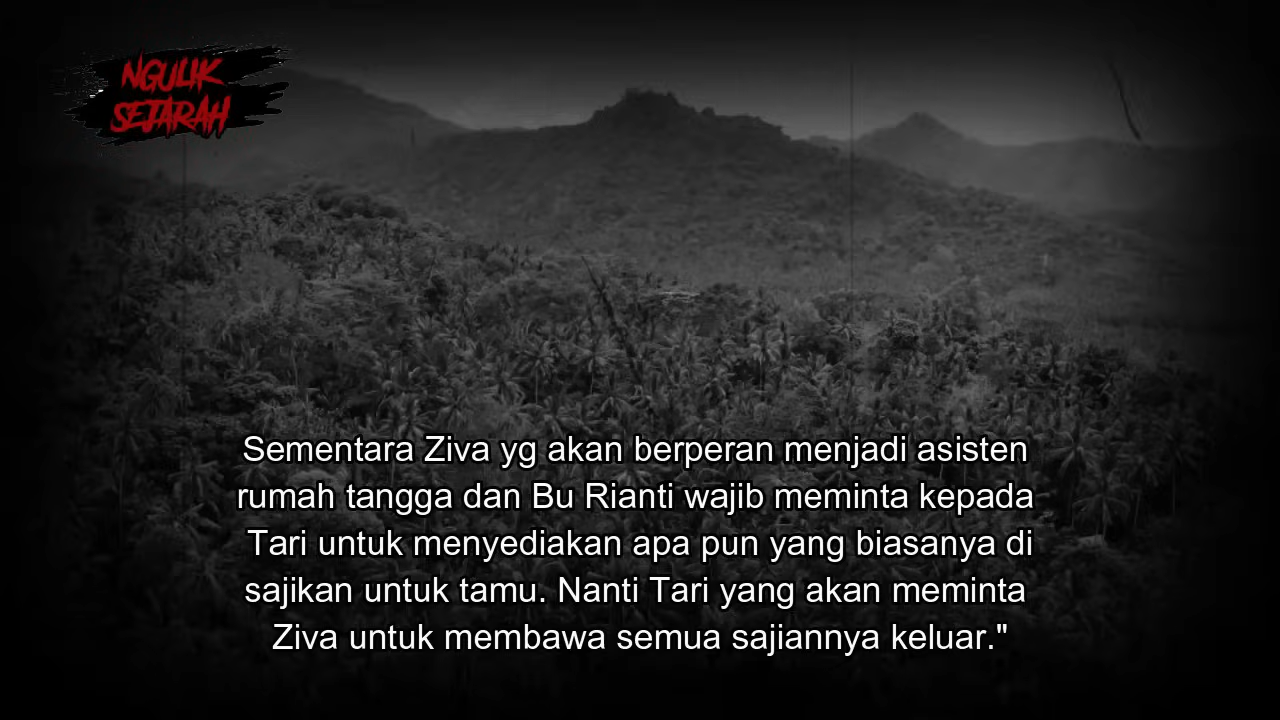 NGULIK
SEJARAH
Sementara Ziva yg akan berperan menjadi asisten
rumah tangga dan Bu Rianti wajib meminta kepada
Tari untuk menyediakan apa pun yang biasanya di
sajikan untuk tamu. Nanti Tari yang akan meminta
Ziva untuk membawa semua sajiannya keluar."